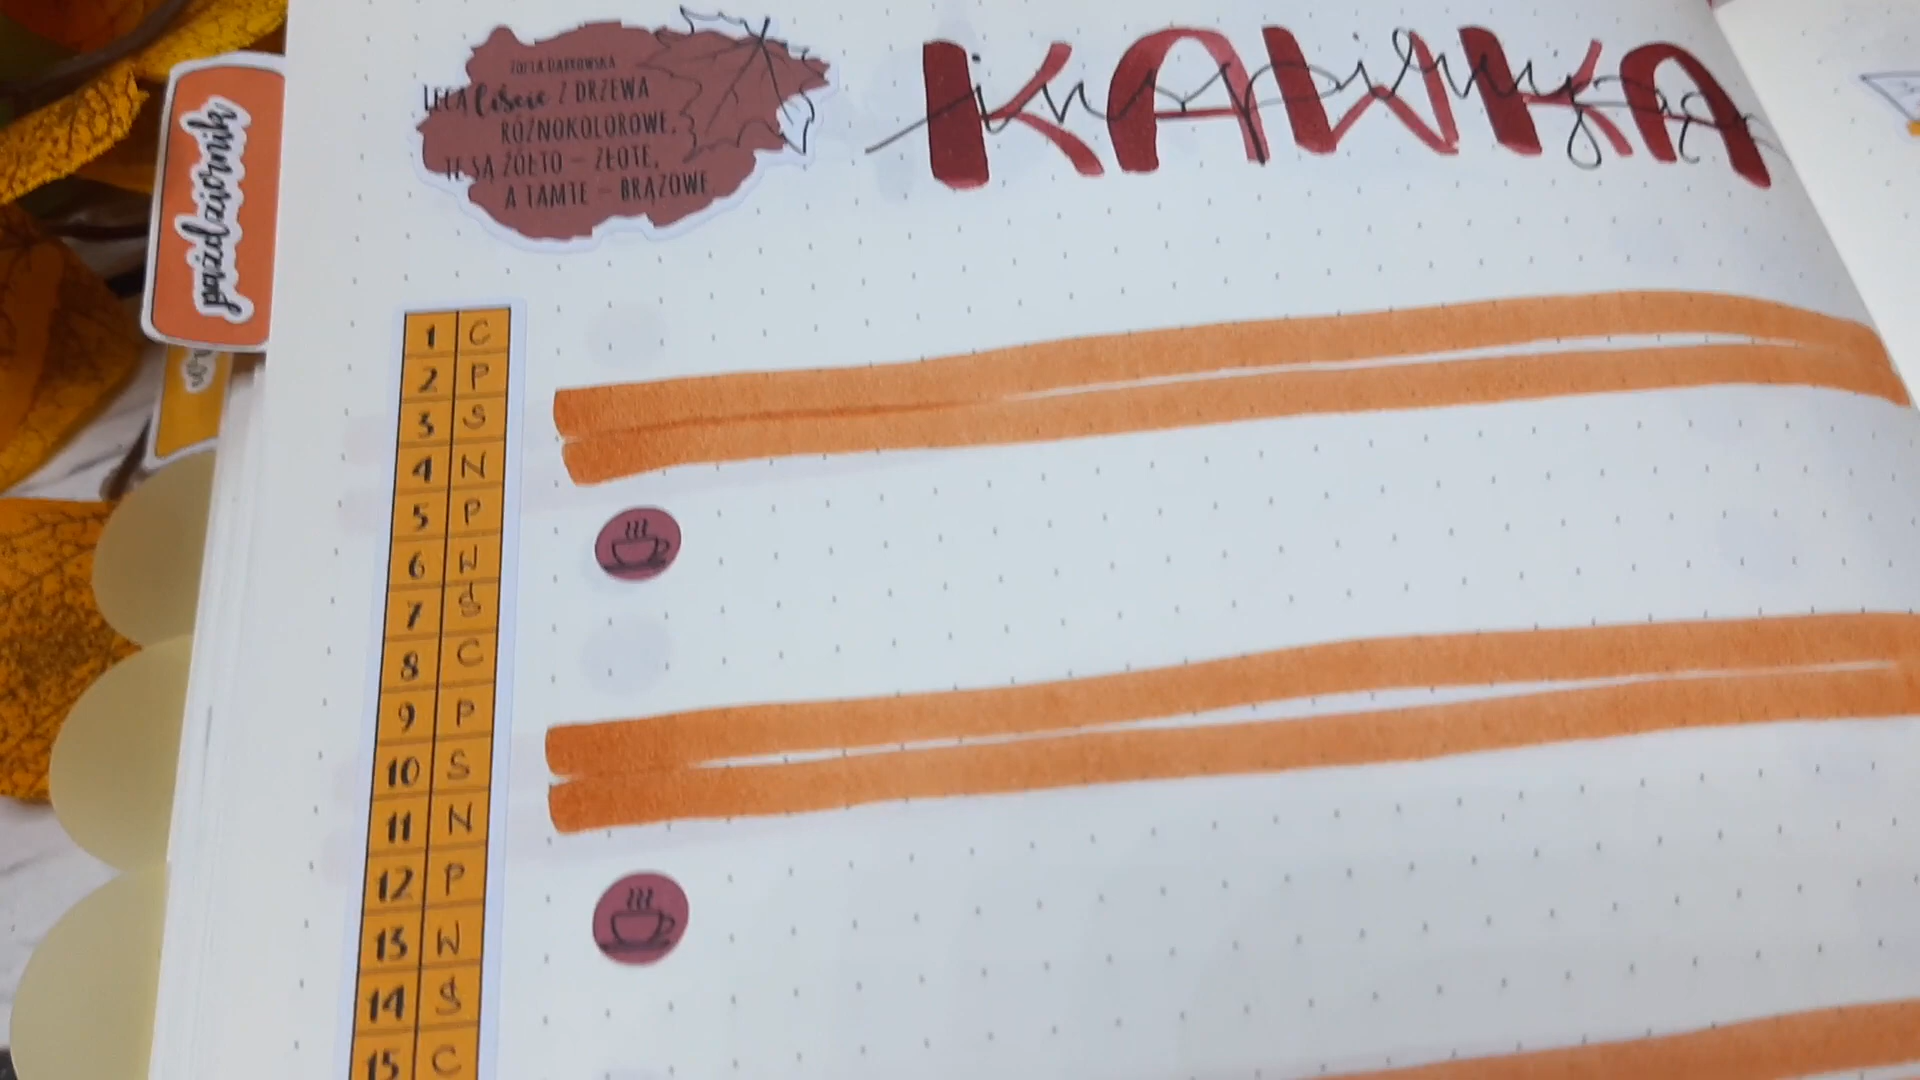 ZOFIA DĄBROWSKA
LECĄ liście Z DRZEWA
RÓŻNOKOLOROWE,
TE SĄ ŻÓŁTO – ZŁOTE,
A TAMTE – BRĄZOWE
KAWKA
październik
1 C
2 P
3 S
4 N
5 P
6 W
7 Ś
8 C
9 P
10 S
11 N
12 P
13 W
14 Ś
15 C